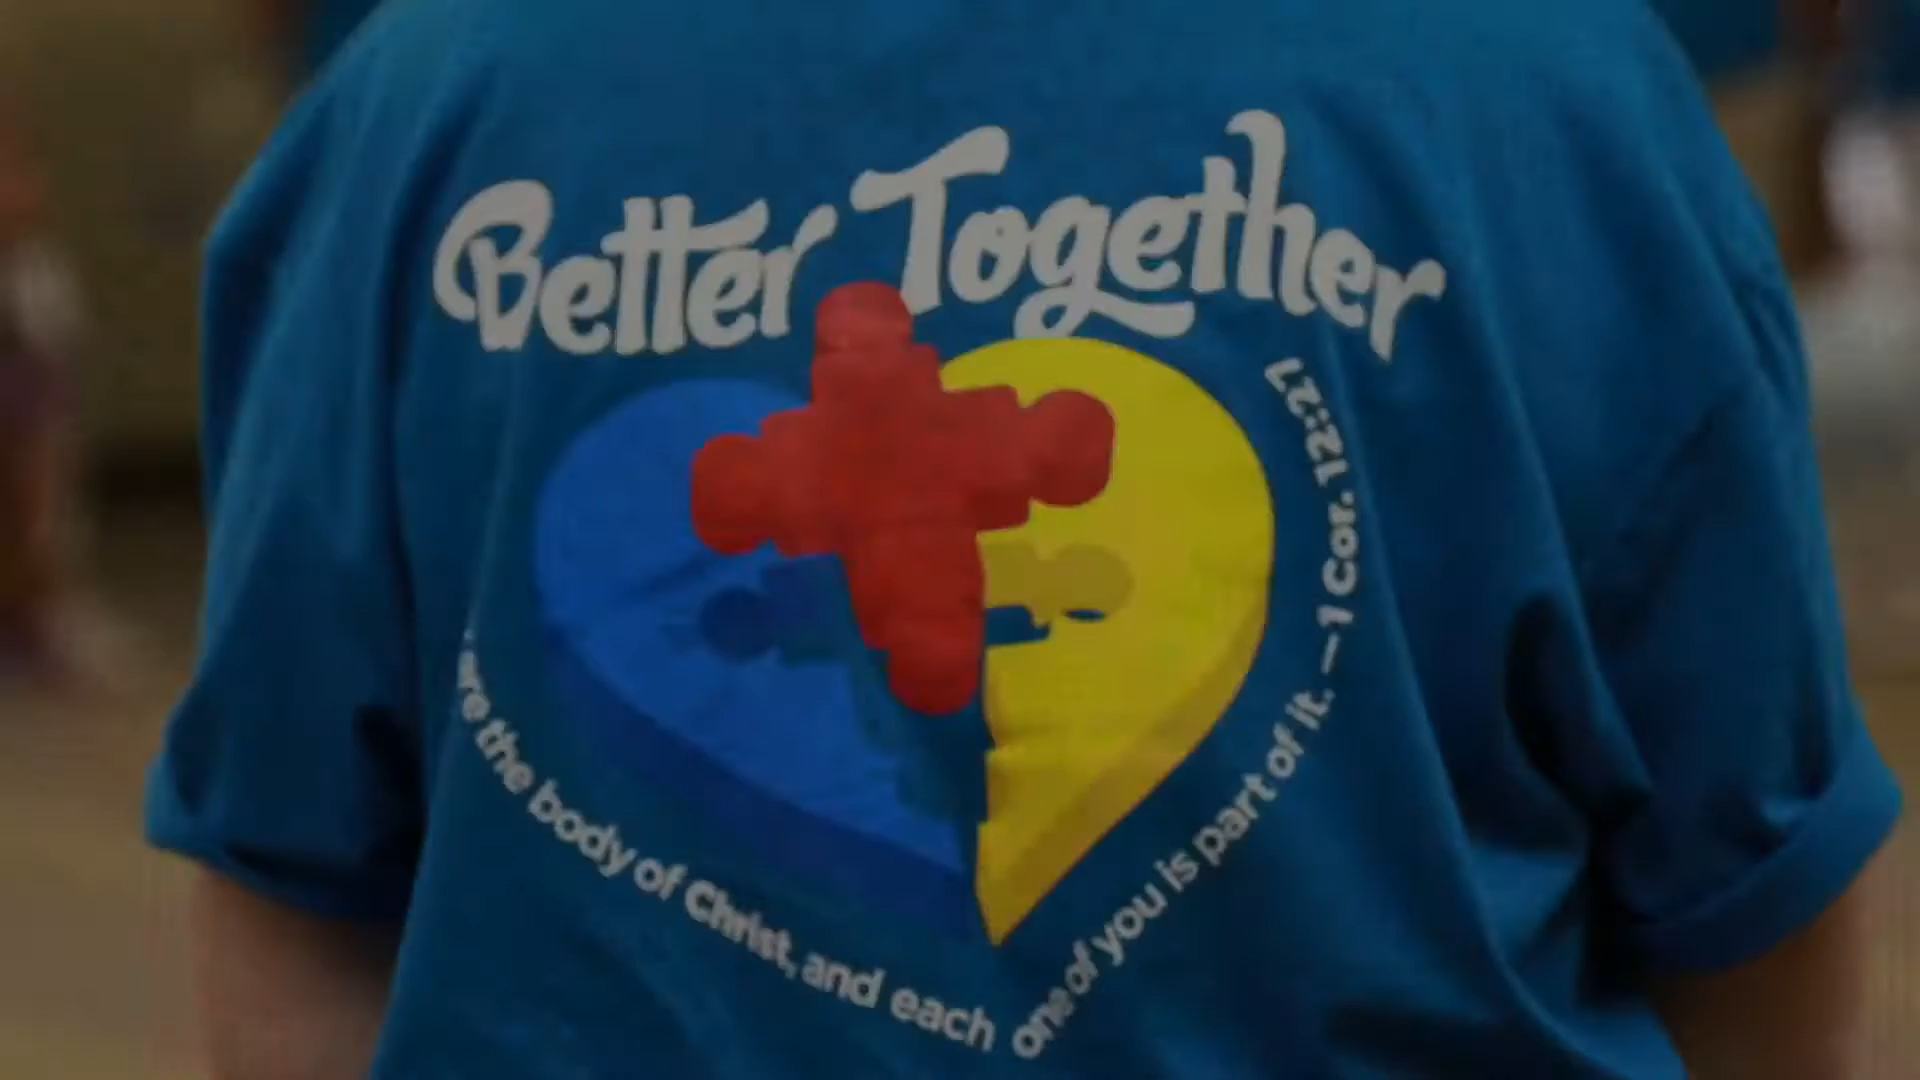 Better Together
are the body of Christ, and each one of you is part of it. —1 Cor. 12:27